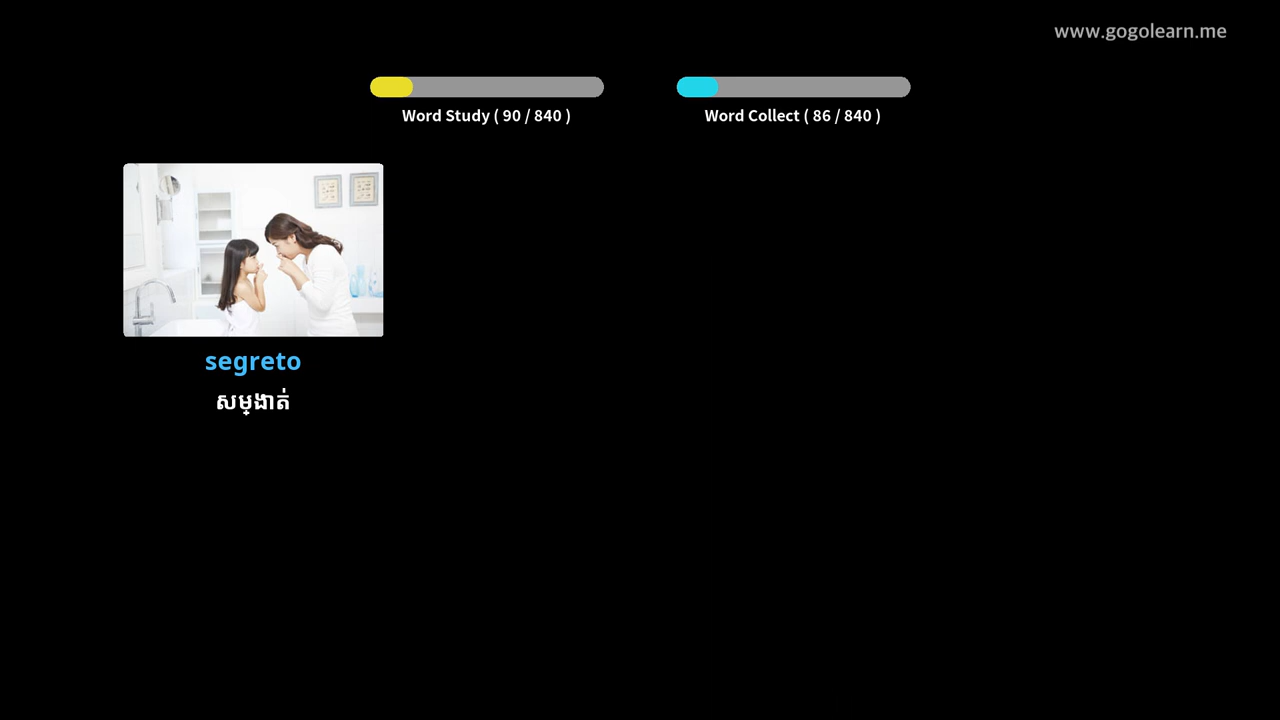 www.gogolearn.me
Word Study ( 90 / 840 )
Word Collect ( 86 / 840 )
segreto
សម្ងាត់